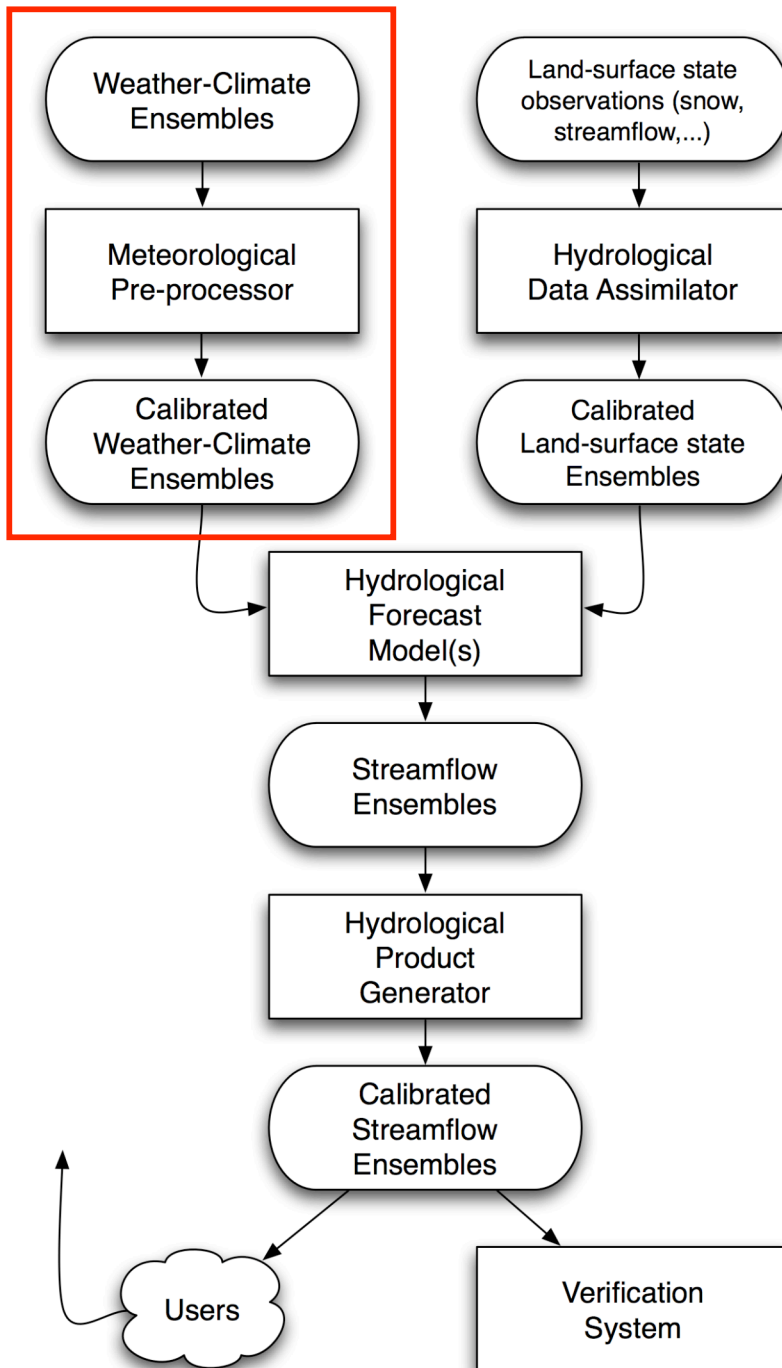 Weather-Climate
Ensembles
Land-surface state
observations (snow,
streamflow,...)
Meteorological
Pre-processor
Hydrological
Data Assimilator
Calibrated
Weather-Climate
Ensembles
Calibrated
Land-surface state
Ensembles
Hydrological
Forecast
Model(s)
Streamflow
Ensembles
Hydrological
Product
Generator
Calibrated
Streamflow
Ensembles
Users
Verification
System